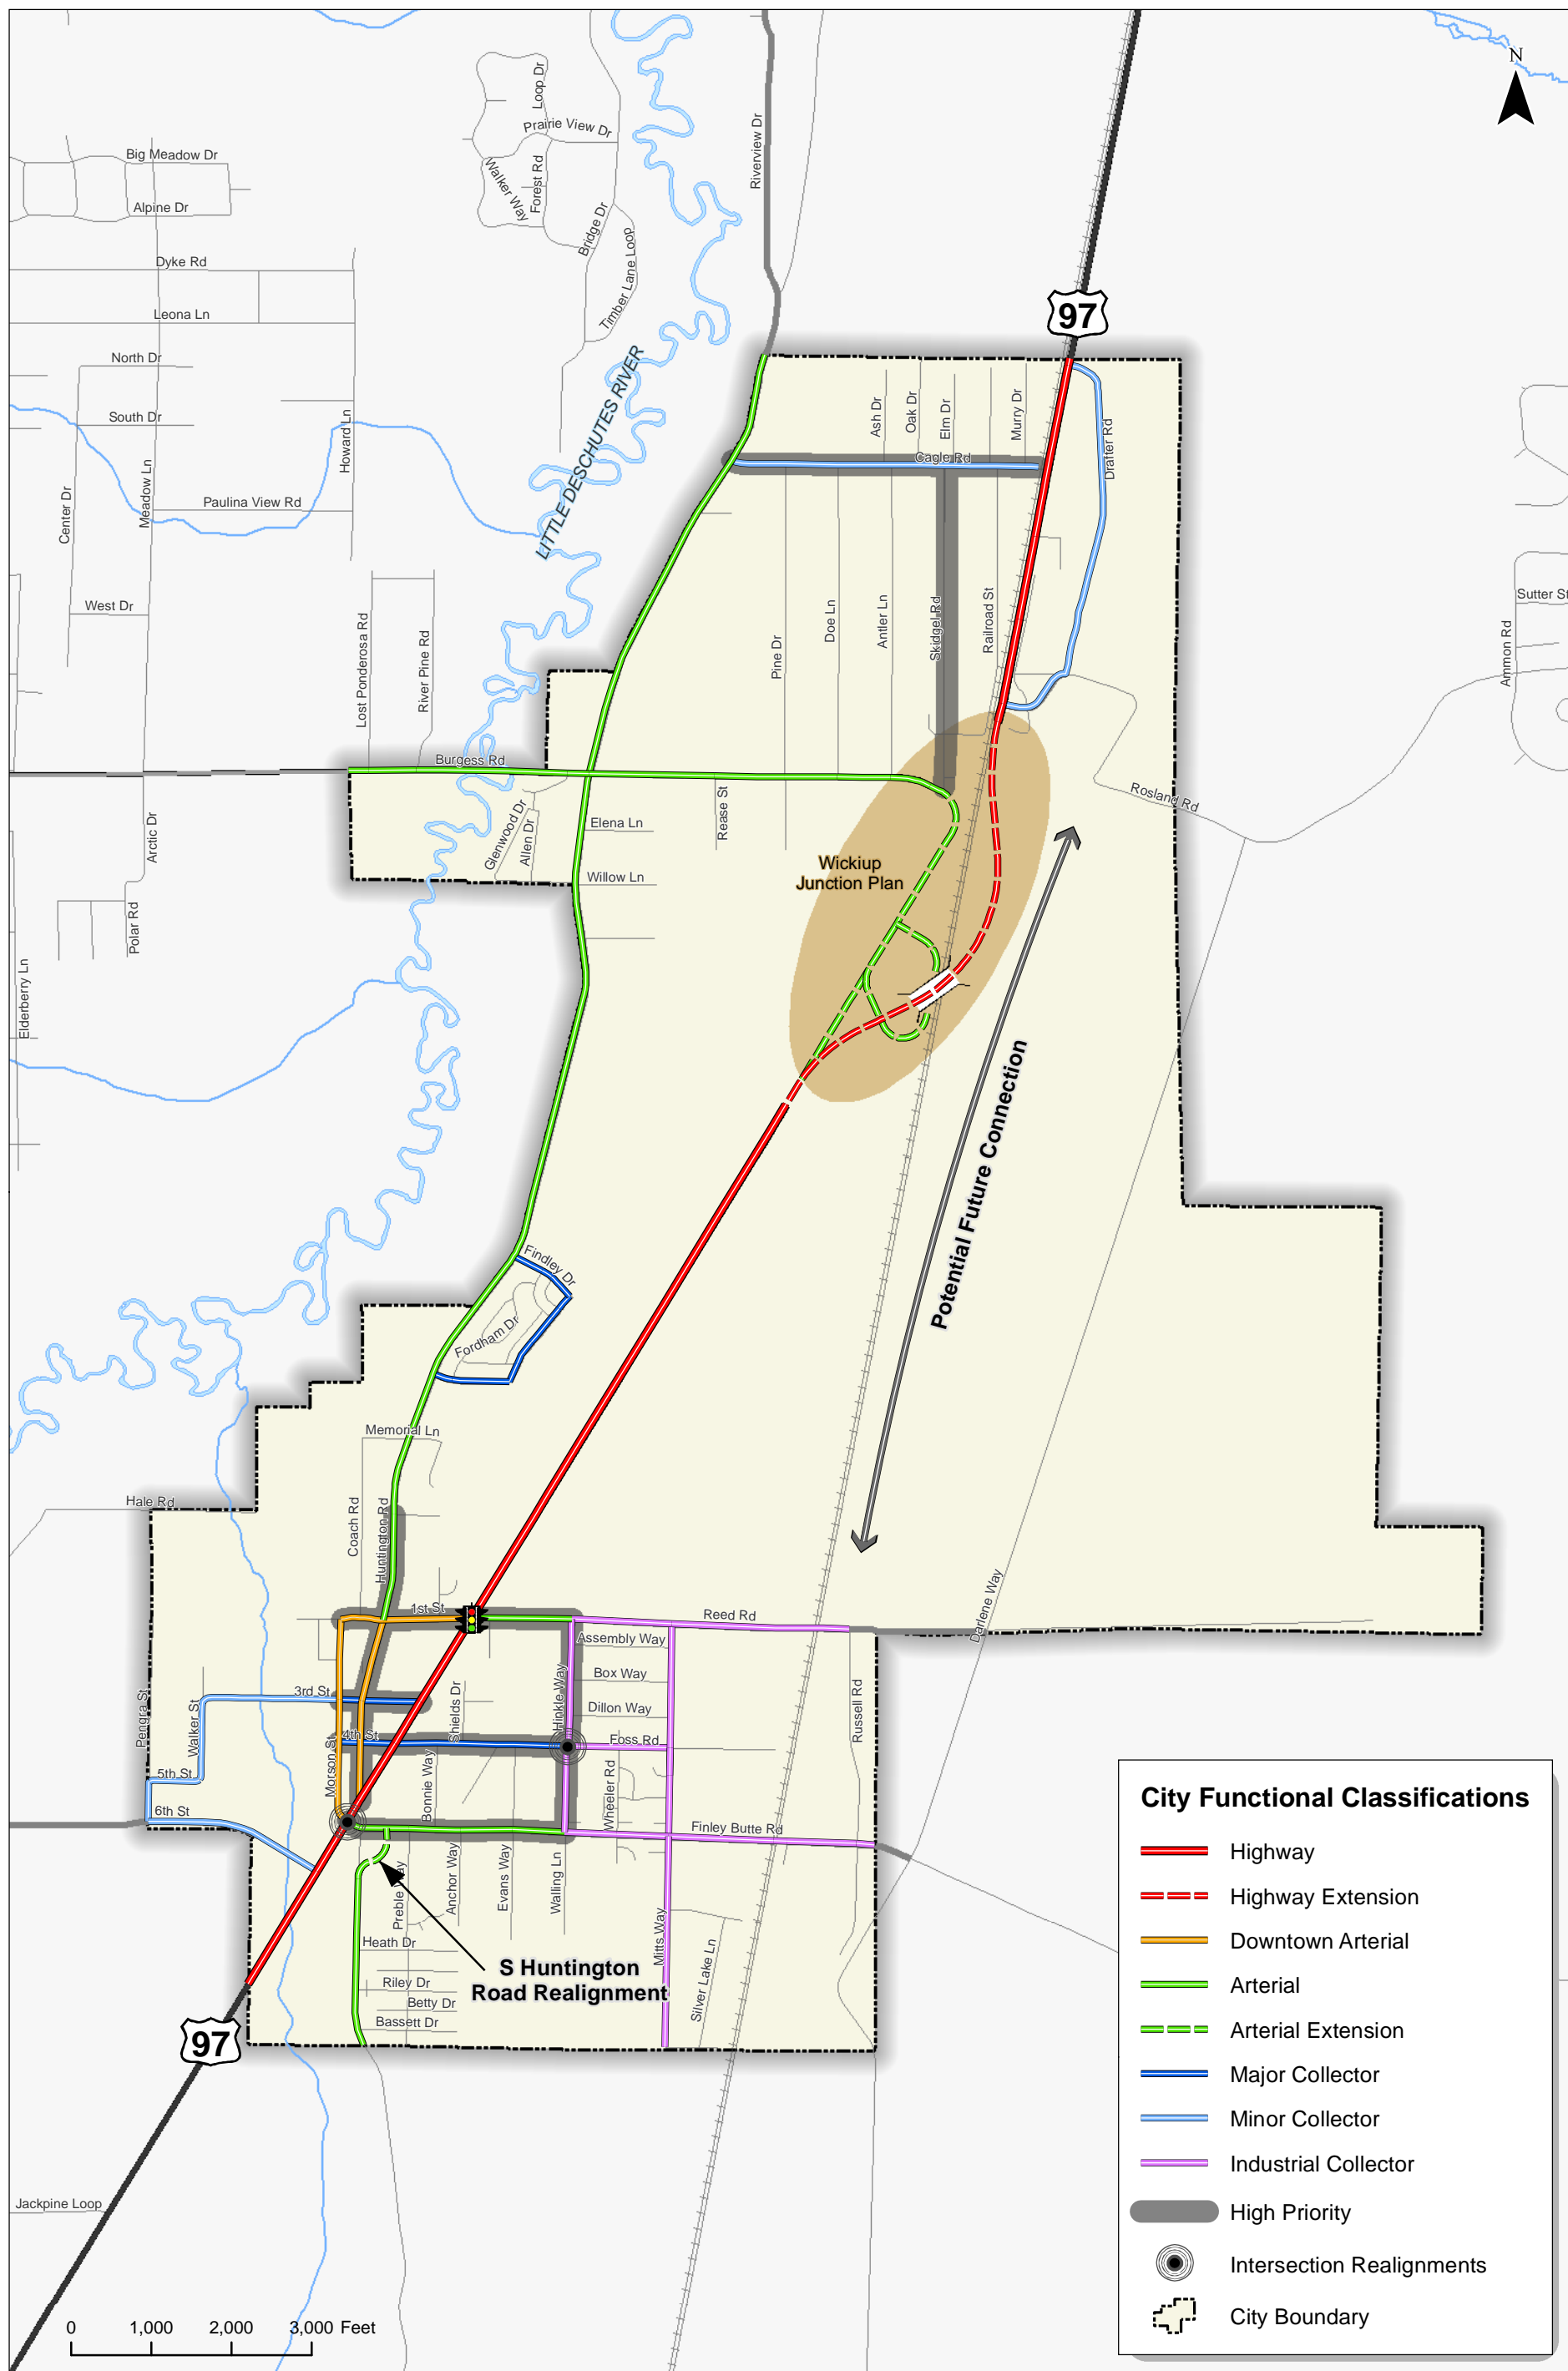 N
Loop Dr
Prairie View Dr
Walker Way
Forest Rd
Bridge Dr
Timber Lane Loop
Riverview Dr
Big Meadow Dr
Alpine Dr
Dyke Rd
Leona Ln
North Dr
South Dr
Howard Ln
Center Dr
Meadow Ln
Paulina View Rd
West Dr
LITTLE DESCHUTES RIVER
97
Ash Dr
Oak Dr
Elm Dr
Murry Dr
Drafter Rd
Cagle Rd
Lost Ponderosa Rd
River Pine Rd
Pine Dr
Doe Ln
Antler Ln
Skidgel Rd
Railroad St
Sutter St
Ammon Rd
Burgess Rd
Rosland Rd
Arctic Dr
Glenwood Dr
Allen Dr
Elena Ln
Rease St
Willow Ln
Wickiup
Junction Plan
Polar Rd
Elderberry Ln
Potential Future Connection
Findley Dr
Fordham Dr
Memorial Ln
Hale Rd
Coach Rd
Huntington Rd
1st St
Reed Rd
Darlene Way
Assembly Way
Box Way
Dillon Way
Hinkle Way
Shields Dr
3rd St
4th St
Foss Rd
Russell Rd
Pengra St
Walker St
Morson St
5th St
6th St
Bonnie Way
Wheeler Rd
Finley Butte Rd
Preble Way
Anchor Way
Evans Way
Walling Ln
Mitts Way
Silver Lake Ln
Heath Dr
Riley Dr
Betty Dr
Bassett Dr
S Huntington
Road Realignment
97
Jackpine Loop
0 1,000 2,000 3,000 Feet
City Functional Classifications
Highway
Highway Extension
Downtown Arterial
Arterial
Arterial Extension
Major Collector
Minor Collector
Industrial Collector
High Priority
Intersection Realignments
City Boundary